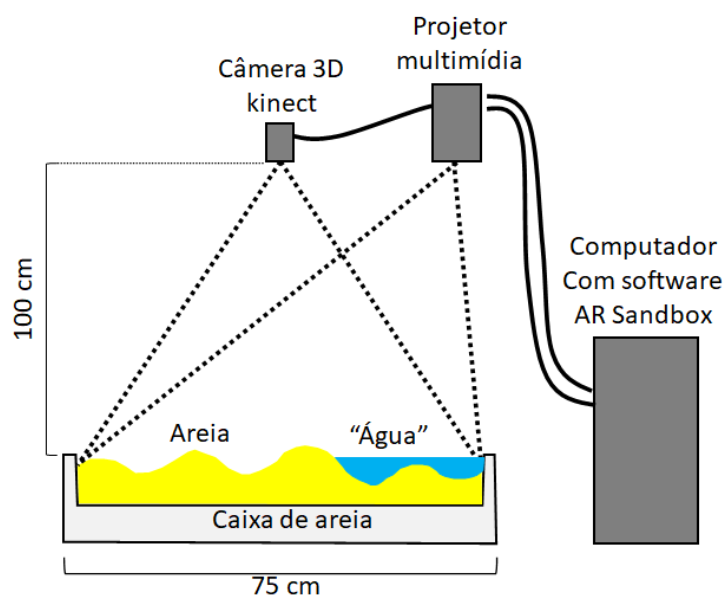 Projetor
multimídia
Câmera 3D
kinect
100 cm
Computador
Com software
AR Sandbox
Areia
“Água”
Caixa de areia
75 cm